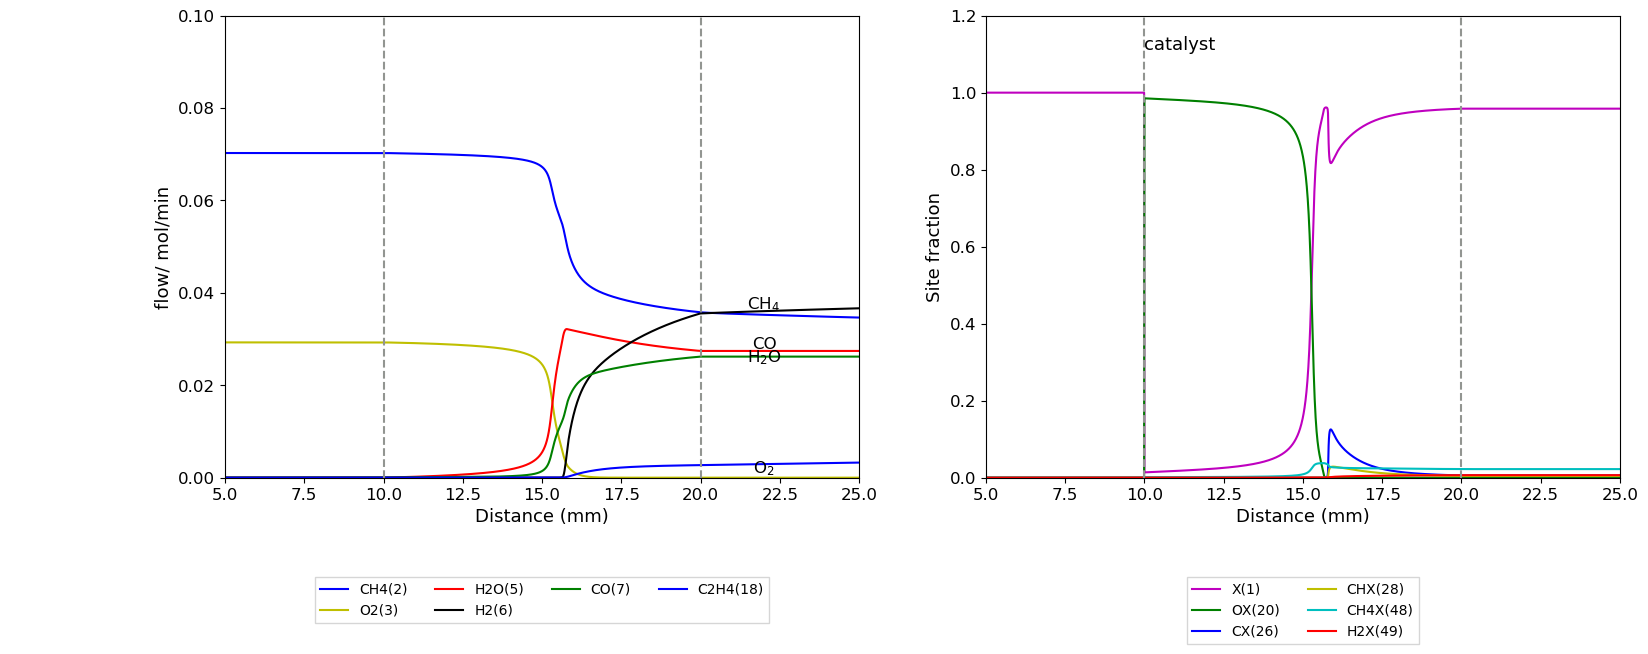 0.10
0.08
0.06
0.04
0.02
0.00
flow/ mol/min
CH₄
CO
H₂O
O₂
5.0 7.5 10.0 12.5 15.0 17.5 20.0 22.5 25.0
Distance (mm)
CH4(2) H2O(5) CO(7) C2H4(18)
O2(3) H2(6)
1.2
1.0
0.8
0.6
0.4
0.2
0.0
Site fraction
catalyst
5.0 7.5 10.0 12.5 15.0 17.5 20.0 22.5 25.0
Distance (mm)
X(1) CHX(28)
OX(20) CH4X(48)
CX(26) H2X(49)